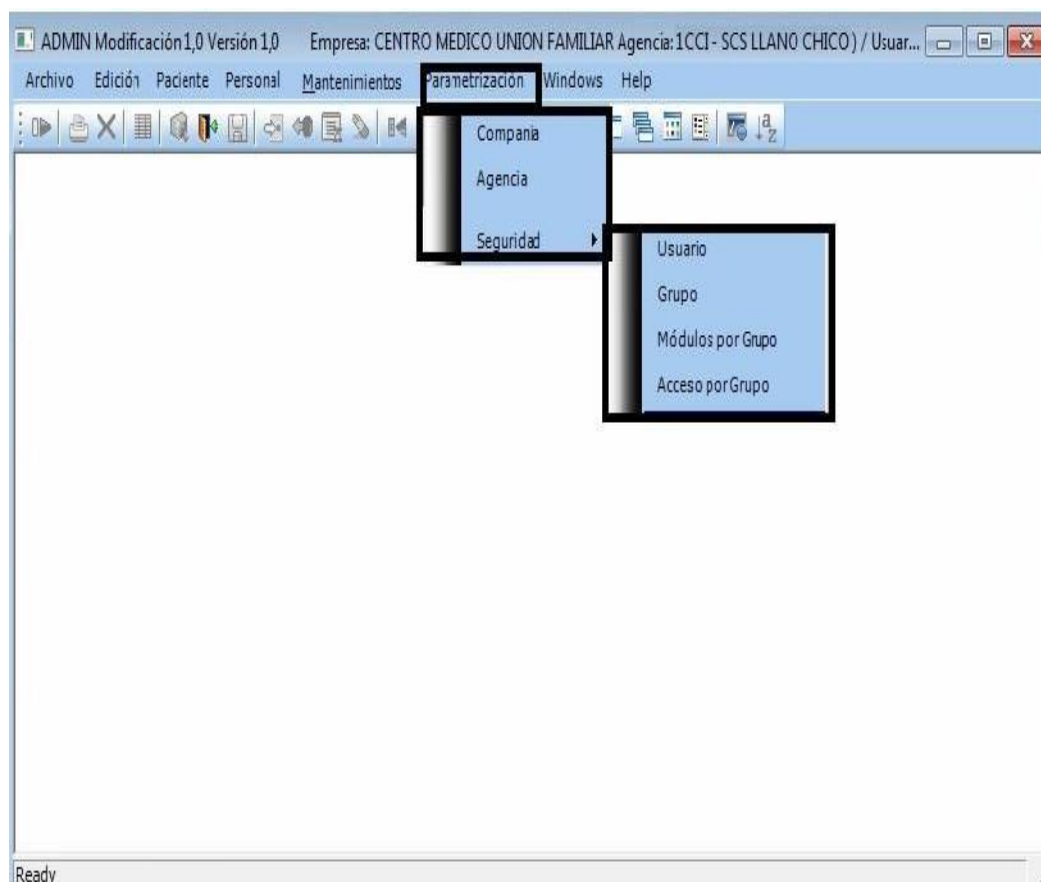 ADMIN Modificación 1,0 Versión 1,0 Empresa: CENTRO MEDICO UNION FAMILIAR Agencia: 1CCI - SCS LLANO CHICO ) / Usuar...
Archivo Edición Paciente Personal Mantenimientos Parametrización Windows Help
Compania
Agencia
Seguridad
Usuario
Grupo
Módulos por Grupo
Acceso por Grupo
Ready